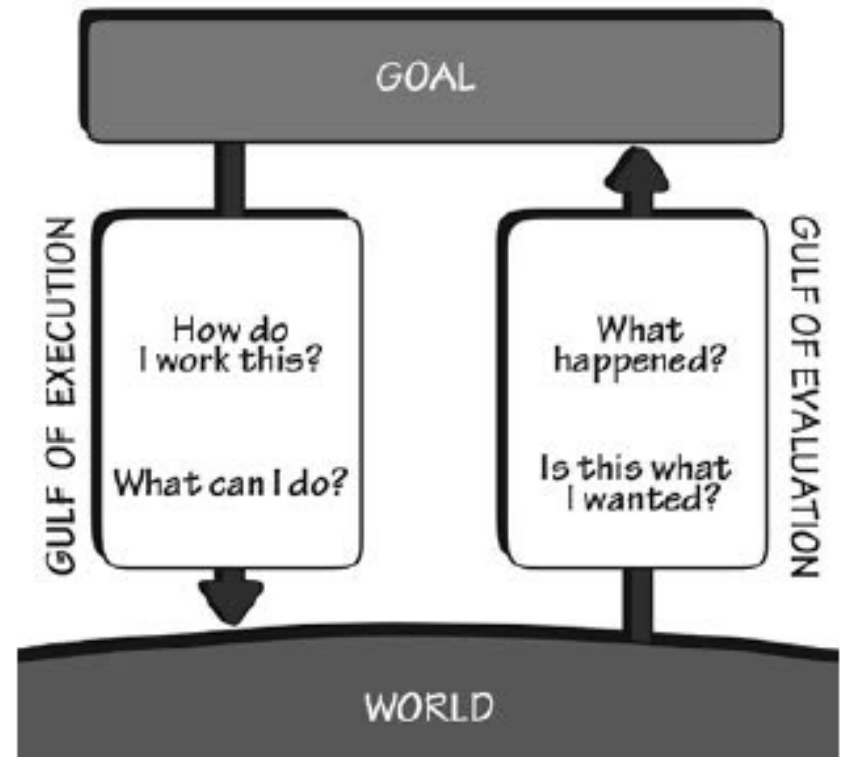 GOAL
GULF OF EXECUTION
How do
I work this?
What can I do?
What
happened?
Is this what
I wanted?
GULF OF EVALUATION
WORLD